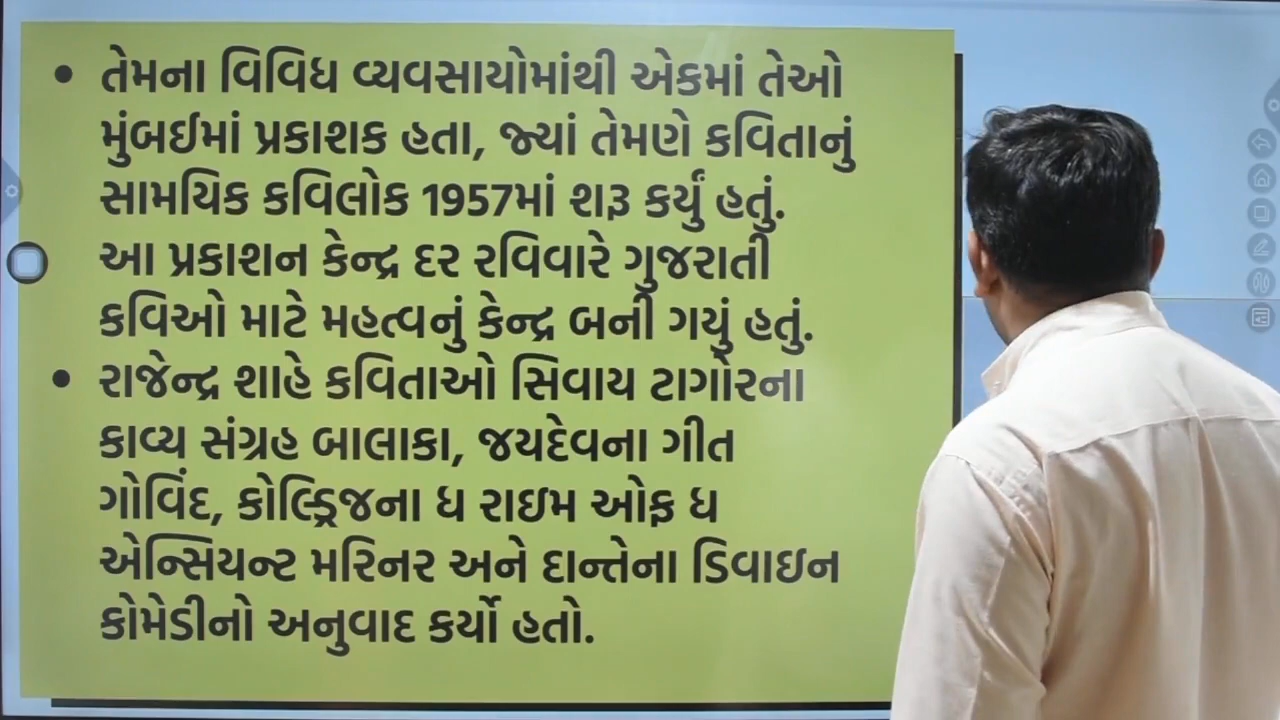 • તેમના વિવિધ વ્યવસાયોમાંથી એકમાં તેઓ
મુંબઈમાં પ્રકાશક હતા, જ્યાં તેમણે કવિતાનું
સામયિક કવિલોક 1957માં શરૂ કર્યું હતું.
આ પ્રકાશન કેન્દ્ર દર રવિવારે ગુજરાતી
કવિઓ માટે મહત્વનું કેન્દ્ર બની ગયું હતું.
• રાજેન્દ્ર શાહે કવિતાઓ સિવાય ટાગોરના
કાવ્ય સંગ્રહ બાલાકા, જયદેવના ગીત
ગોવિંદ, કોલ્ડ્રિજના ધ રાઇમ ઓફ ધ
એન્સિયન્ટ મરિનર અને દાન્તેના ડિવાઇન
કોમેડીનો અનુવાદ કર્યો હતો.